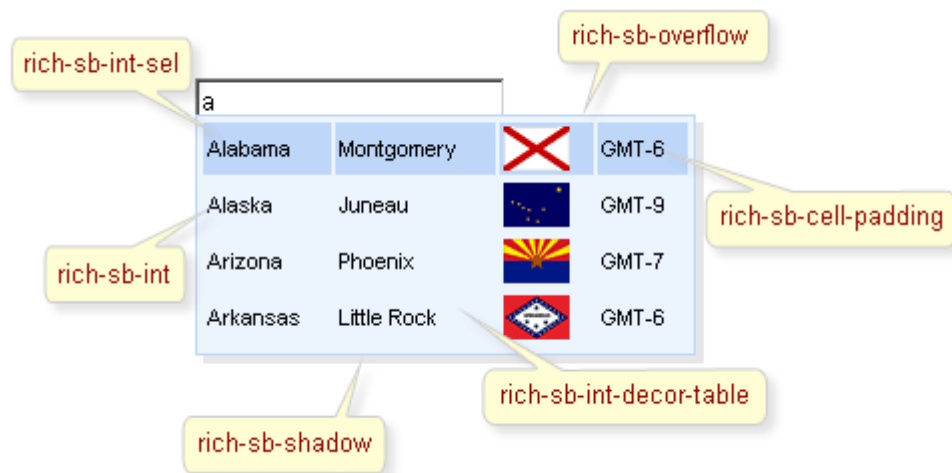 rich-sb-overflow
rich-sb-int-sel
a
Alabama Montgomery GMT-6
Alaska Juneau GMT-9
rich-sb-cell-padding
rich-sb-int
Arizona Phoenix GMT-7
Arkansas Little Rock GMT-6
rich-sb-int-decor-table
rich-sb-shadow